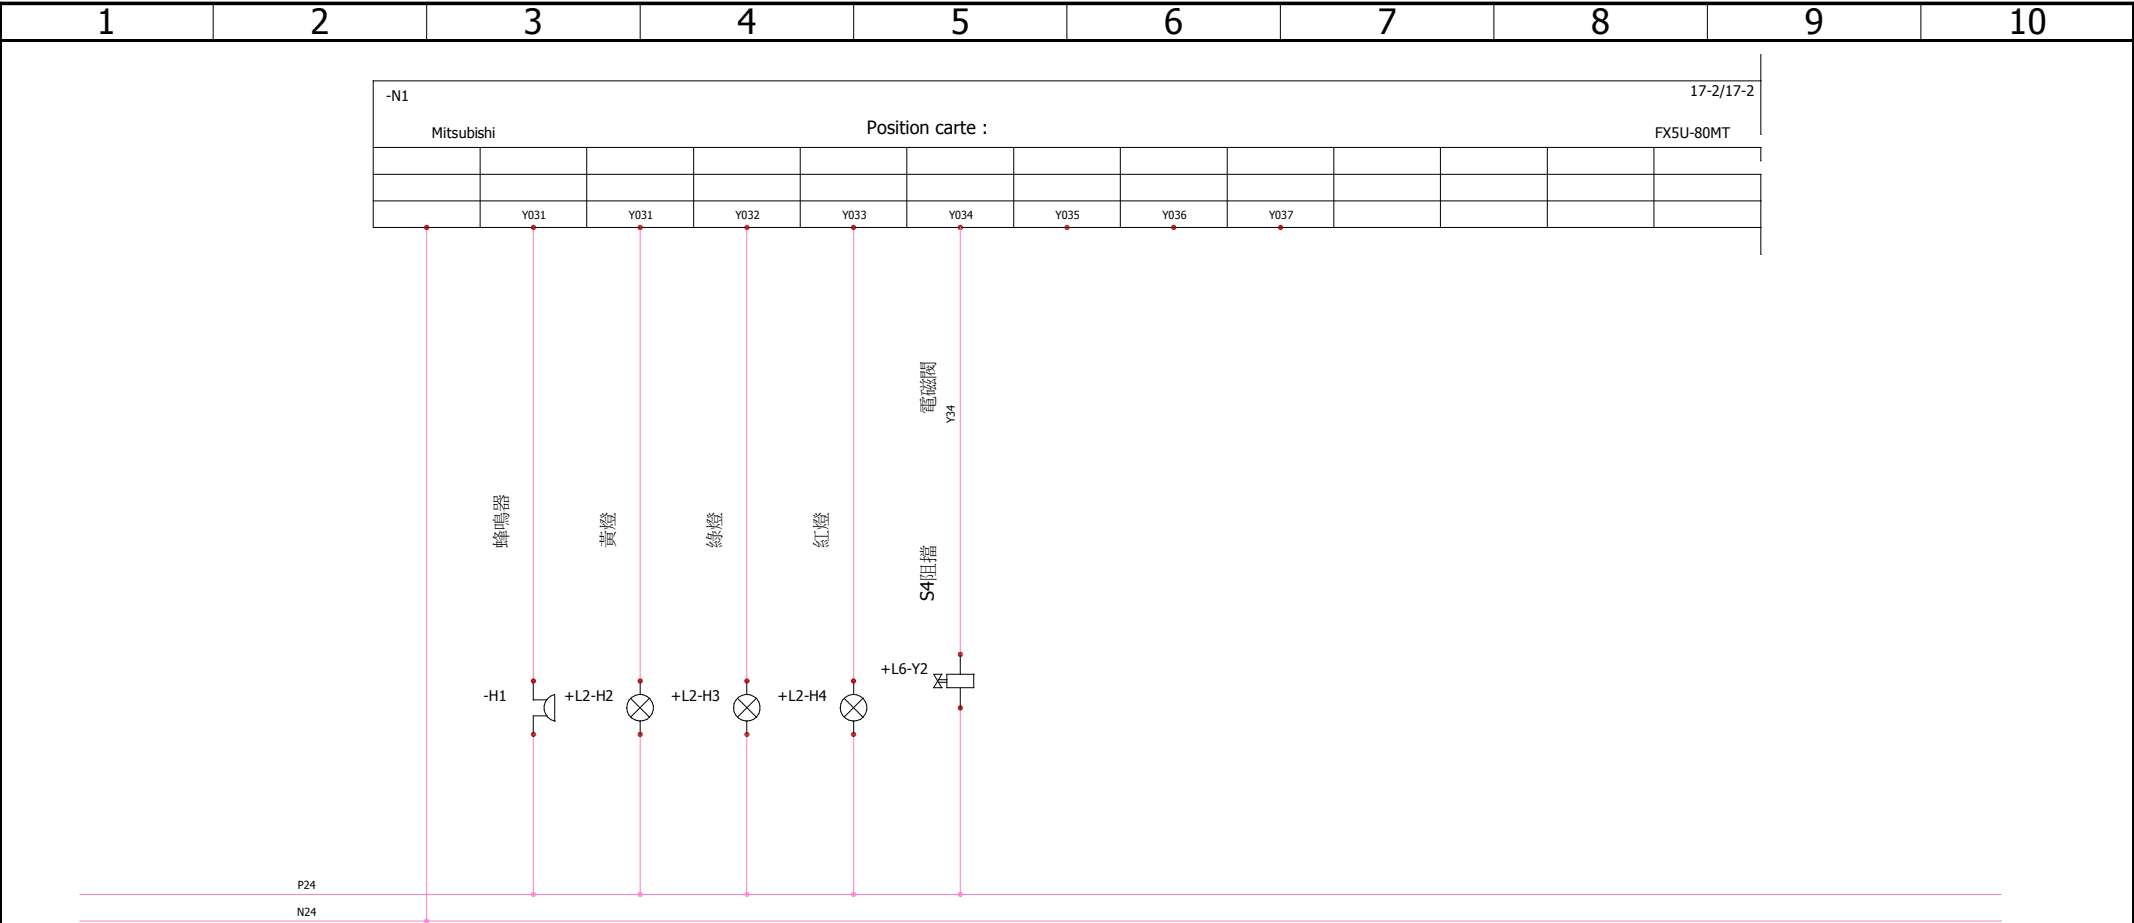 1 2 3 4 5 6 7 8 9 10
-N1 17-2/17-2
Mitsubishi Position carte : FX5U-80MT
Y031 Y031 Y032 Y033 Y034 Y035 Y036 Y037
電磁閥
Y34
蜂鳴器
黃燈
綠燈
紅燈
S4阻擋
+L6-Y2
-H1 +L2-H2 +L2-H3 +L2-H4
P24
N24